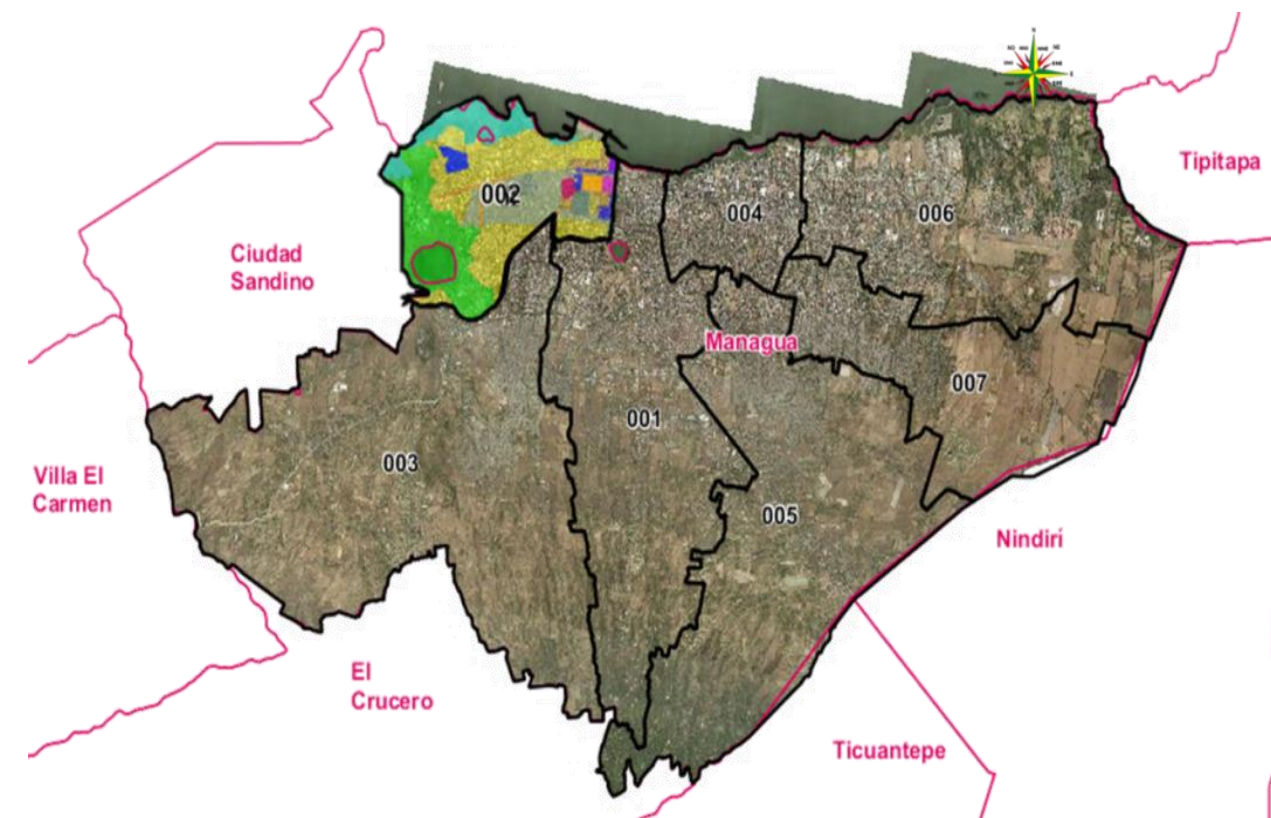 N
Tipitapa
002
004
006
Ciudad
Sandino
Managua
007
001
003
Villa El
Carmen
005
Nindirí
El
Crucero
Ticuantepe